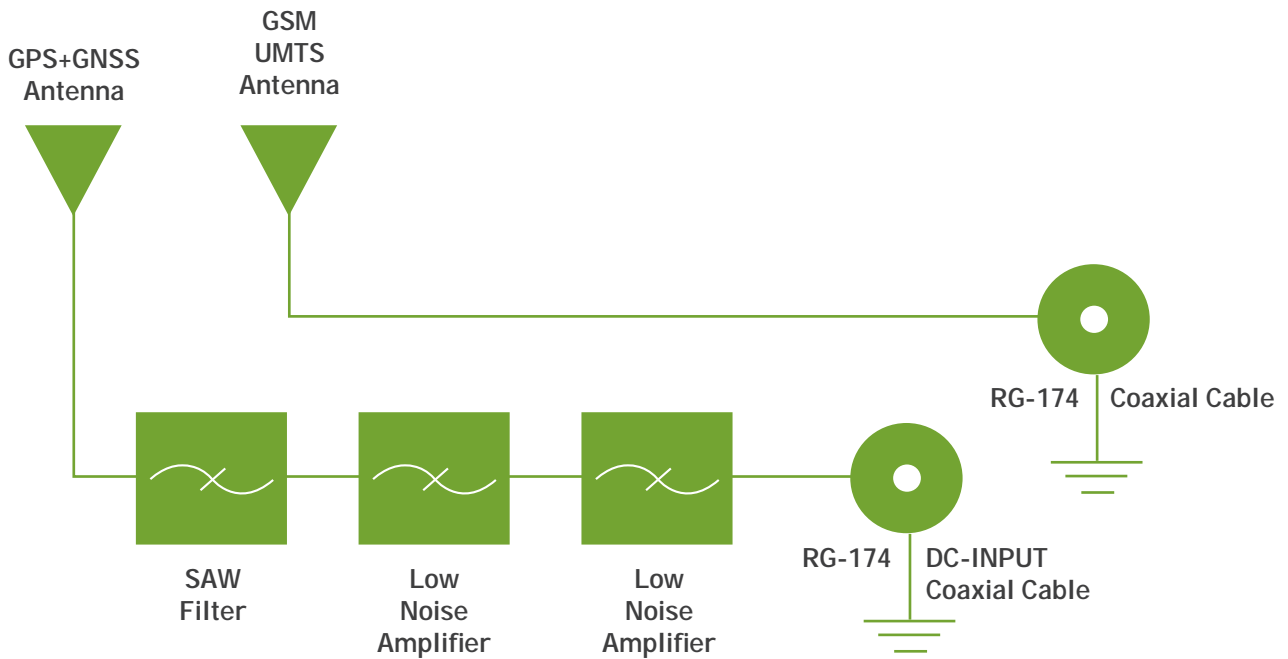 GPS+GNSS
Antenna
GSM
UMTS
Antenna
RG-174
Coaxial Cable
SAW
Filter
Low
Noise
Amplifier
Low
Noise
Amplifier
RG-174
DC-INPUT
Coaxial Cable